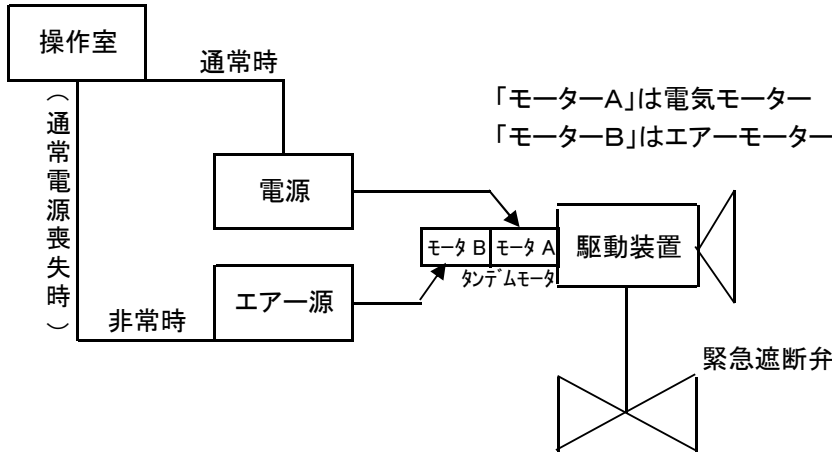 操作室
通常時
「モーターA」は電気モーター
「モーターB」はエアーモーター
（通常電源喪失時）
電源
モータ B
モータ A
駆動装置
タンデムモータ
エアー源
非常時
緊急遮断弁